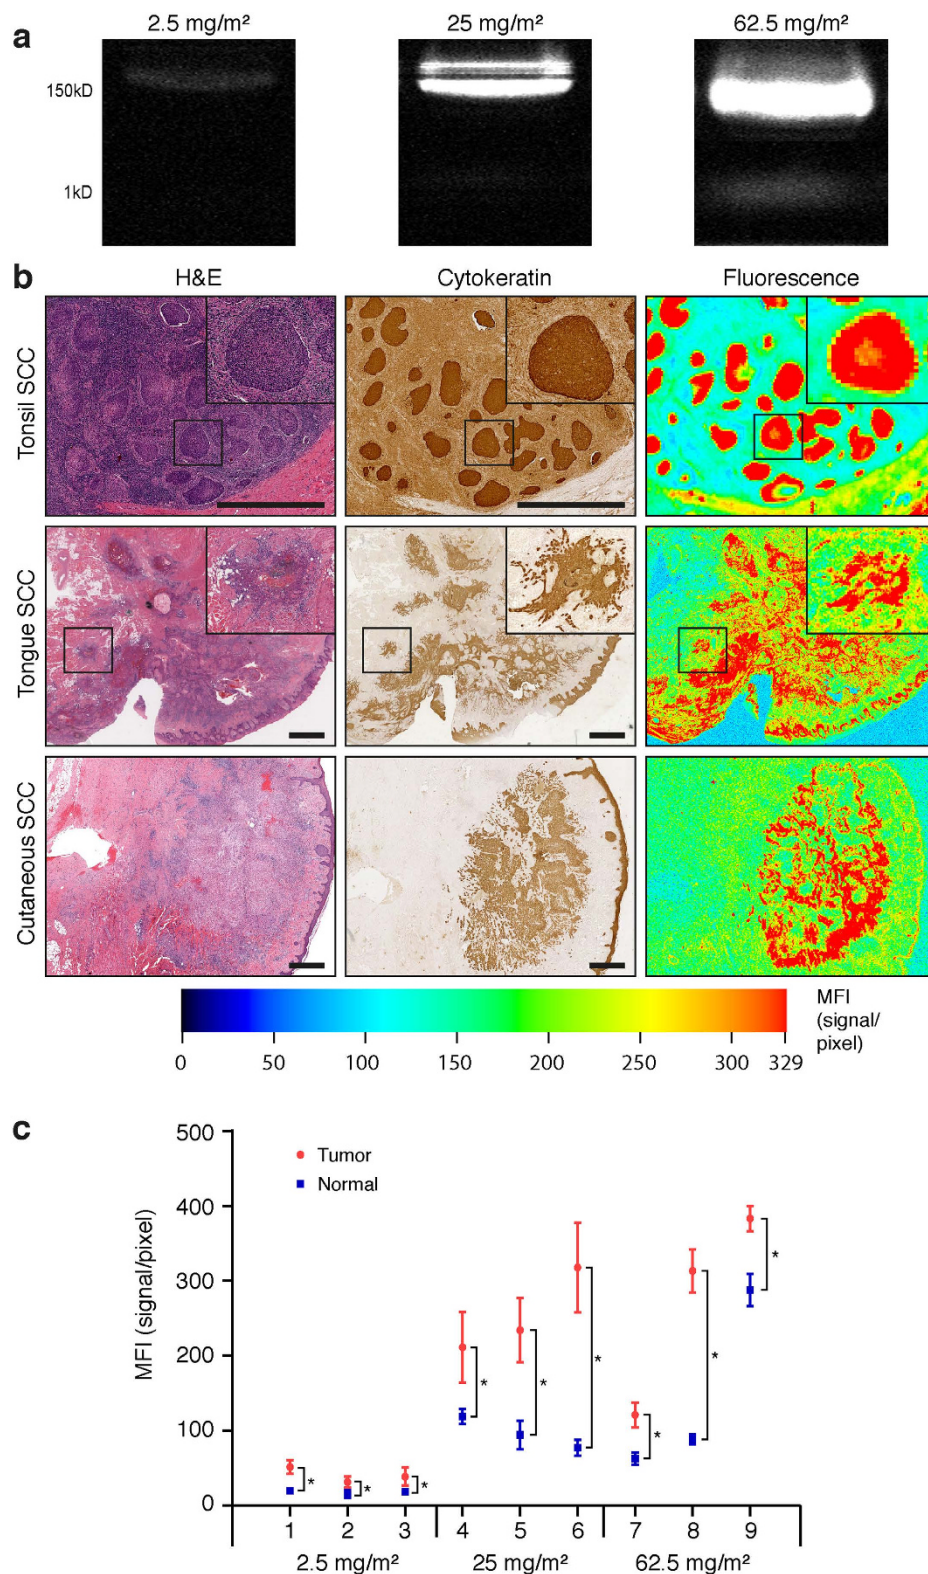 a
2.5 mg/m²
25 mg/m²
62.5 mg/m²
150kD
1kD
b
H&E
Cytokeratin
Fluorescence
Tonsil SCC
Tongue SCC
Cutaneous SCC
0 50 100 150 200 250 300 329
MFI
(signal/
pixel)
c
MFI (signal/pixel)
500
400
300
200
100
0
Tumor
Normal
* * * * * * * * *
1 2 3 4 5 6 7 8 9
2.5 mg/m² 25 mg/m² 62.5 mg/m²